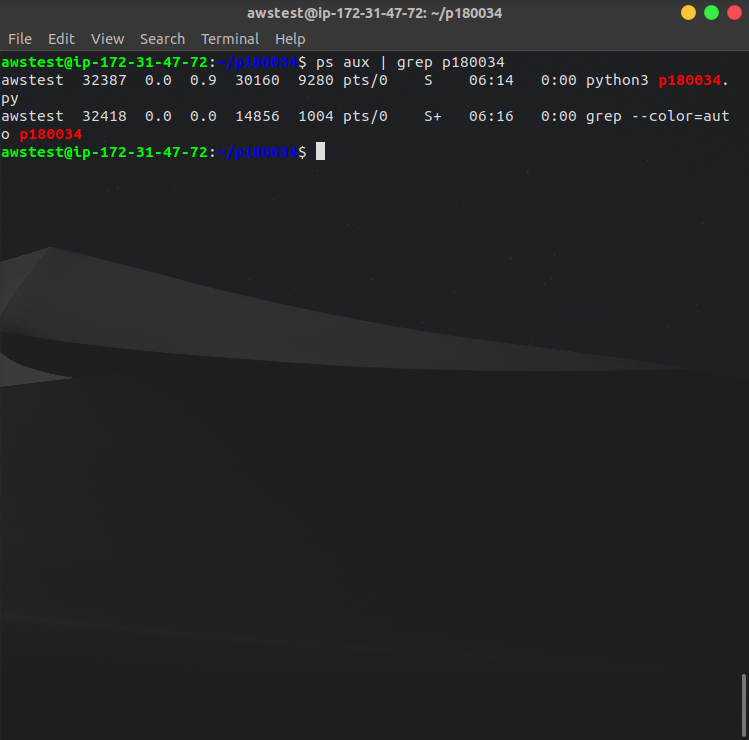 awstest@ip-172-31-47-72: ~/p180034
File Edit View Search Terminal Help
awstest@ip-172-31-47-72:~/p180034$ ps aux | grep p180034
awstest  32387  0.0  0.9  30160  9280 pts/0    S    06:14   0:00 python3 p180034.
py
awstest  32418  0.0  0.0  14856  1004 pts/0    S+   06:16   0:00 grep --color=aut
o p180034
awstest@ip-172-31-47-72:~/p180034$